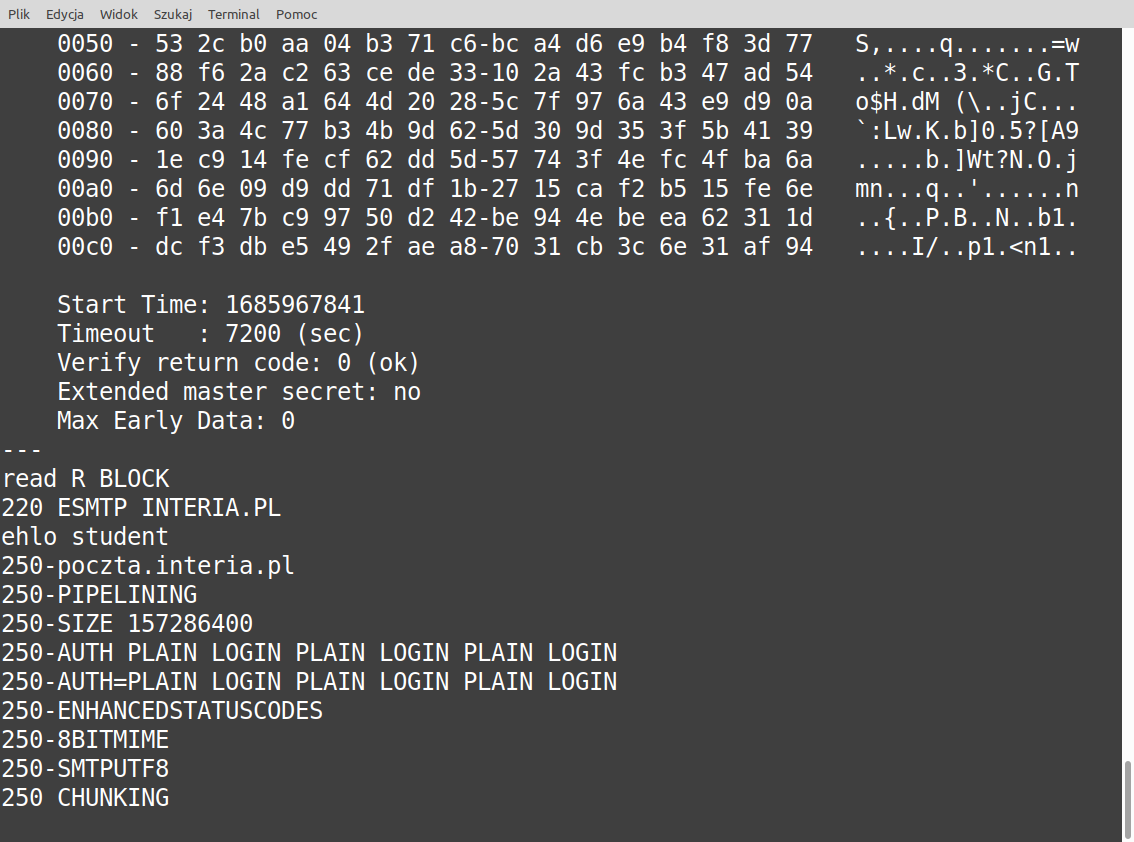 Plik Edycja Widok Szukaj Terminal Pomoc
0050 - 53 2c b0 aa 04 b3 71 c6-bc a4 d6 e9 b4 f8 3d 77 S,....q.......=w
0060 - 88 f6 2a c2 63 ce de 33-10 2a 43 fc b3 47 ad 54 ..*.c..3.*C..G.T
0070 - 6f 24 48 a1 64 4d 20 28-5c 7f 97 6a 43 e9 d9 0a o$H.dM (\..jC...
0080 - 60 3a 4c 77 b3 4b 9d 62-5d 30 9d 35 3f 5b 41 39 `:Lw.K.b]0.5?[A9
0090 - 1e c9 14 fe cf 62 dd 5d-57 74 3f 4e fc 4f ba 6a .....b.]Wt?N.O.j
00a0 - 6d 6e 09 d9 dd 71 df 1b-27 15 ca f2 b5 15 fe 6e mn...q..'......n
00b0 - f1 e4 7b c9 97 50 d2 42-be 94 4e be ea 62 31 1d ..{..P.B..N..b1.
00c0 - dc f3 db e5 49 2f ae a8-70 31 cb 3c 6e 31 af 94 ....I/..p1.<n1..
Start Time: 1685967841
Timeout : 7200 (sec)
Verify return code: 0 (ok)
Extended master secret: no
Max Early Data: 0
---
read R BLOCK
220 ESMTP INTERIA.PL
ehlo student
250-poczta.interia.pl
250-PIPELINING
250-SIZE 157286400
250-AUTH PLAIN LOGIN PLAIN LOGIN PLAIN LOGIN
250-AUTH=PLAIN LOGIN PLAIN LOGIN PLAIN LOGIN
250-ENHANCEDSTATUSCODES
250-8BITMIME
250-SMTPUTF8
250 CHUNKING